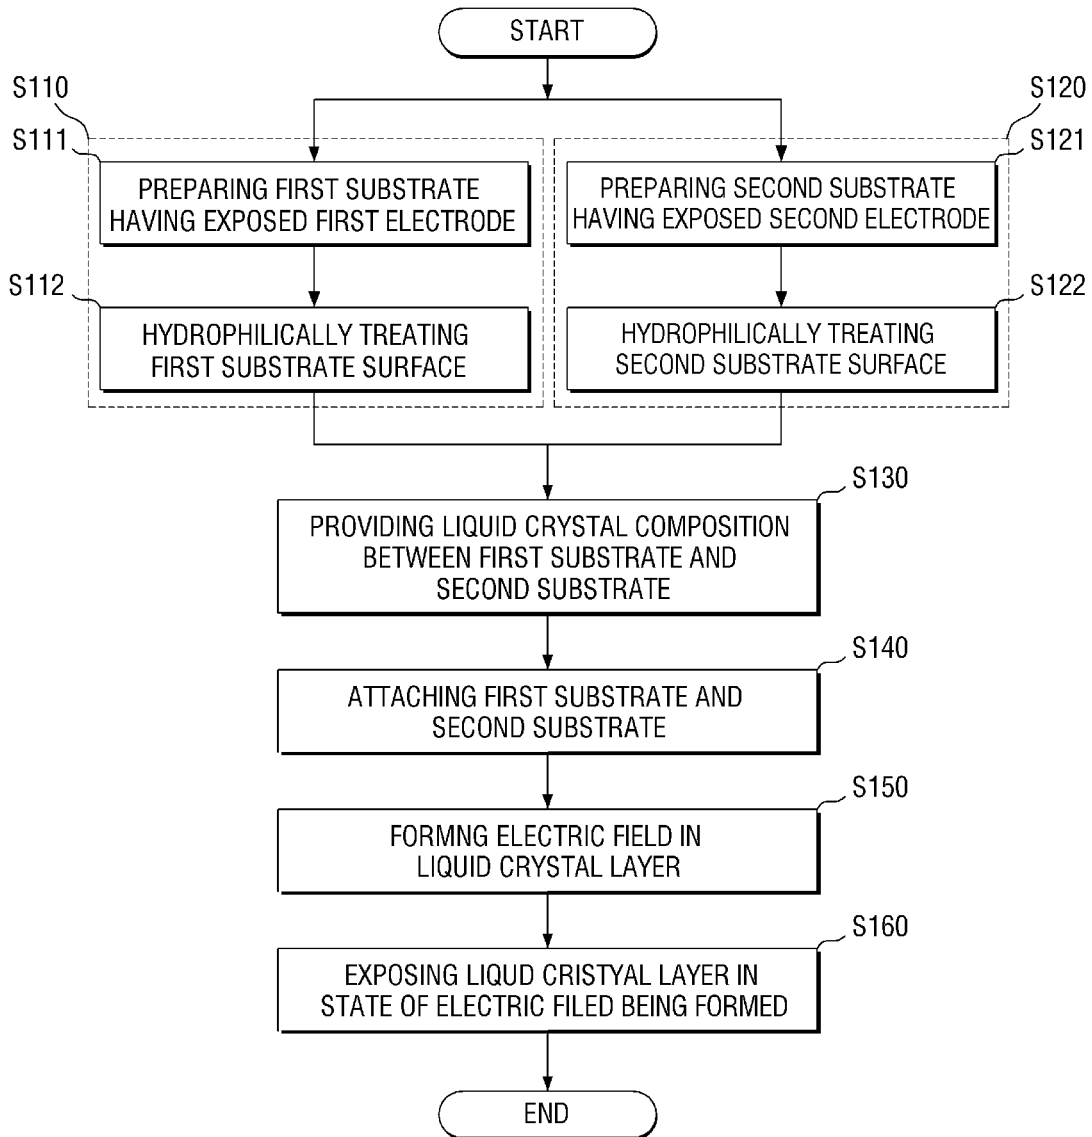 START
S110
S120
S111
S121
PREPARING FIRST SUBSTRATE
HAVING EXPOSED FIRST ELECTRODE
PREPARING SECOND SUBSTRATE
HAVING EXPOSED SECOND ELECTRODE
S112
S122
HYDROPHILICALLY TREATING
FIRST SUBSTRATE SURFACE
HYDROPHILICALLY TREATING
SECOND SUBSTRATE SURFACE
S130
PROVIDING LIQUID CRYSTAL COMPOSITION
BETWEEN FIRST SUBSTRATE AND
SECOND SUBSTRATE
S140
ATTACHING FIRST SUBSTRATE AND
SECOND SUBSTRATE
S150
FORMNG ELECTRIC FIELD IN
LIQUID CRYSTAL LAYER
S160
EXPOSING LIQUD CRISTYAL LAYER IN
STATE OF ELECTRIC FILED BEING FORMED
END